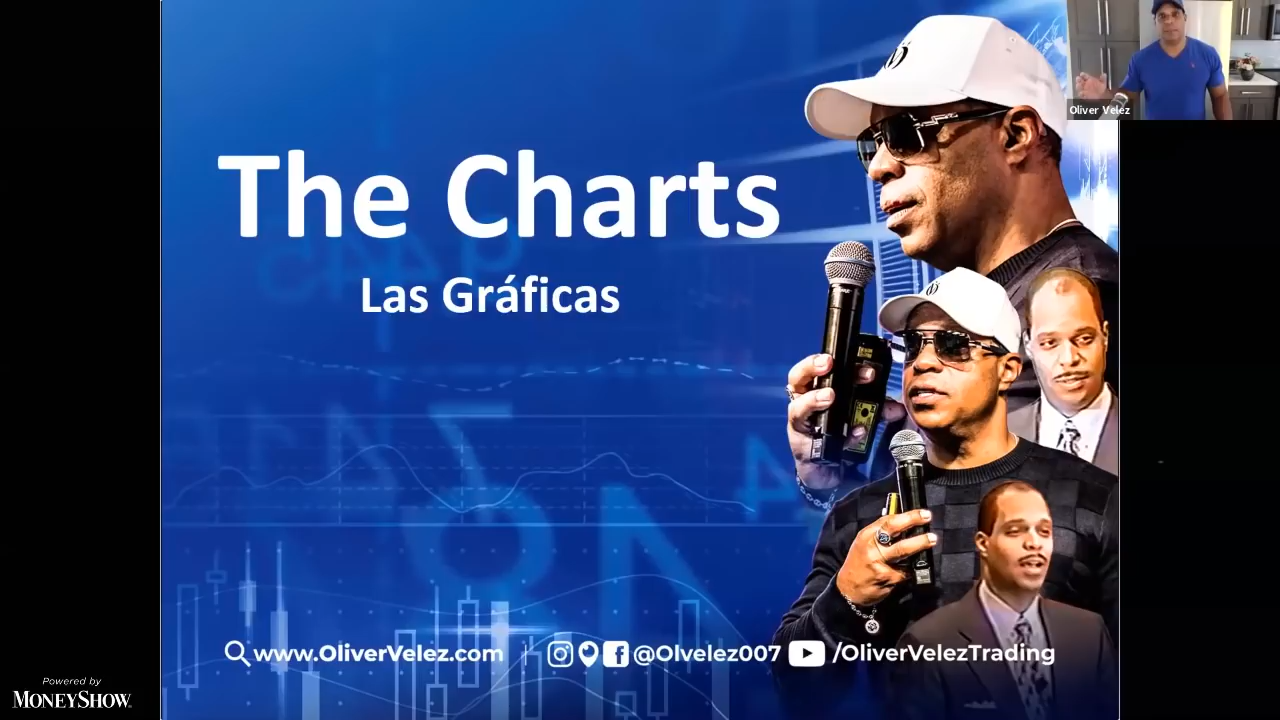 The Charts
Las Gráficas
Oliver Velez
www.OliverVelez.com
@Olvelez007
/OliverVelezTrading
Powered by
MONEYSHOW